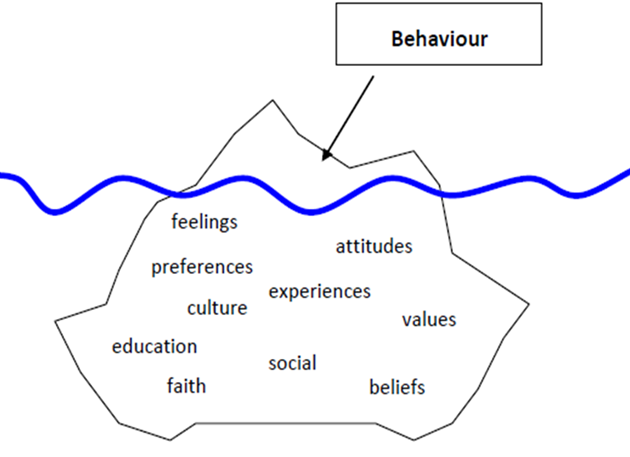 Behaviour
feelings
attitudes
preferences
experiences
culture
values
education
social
faith
beliefs